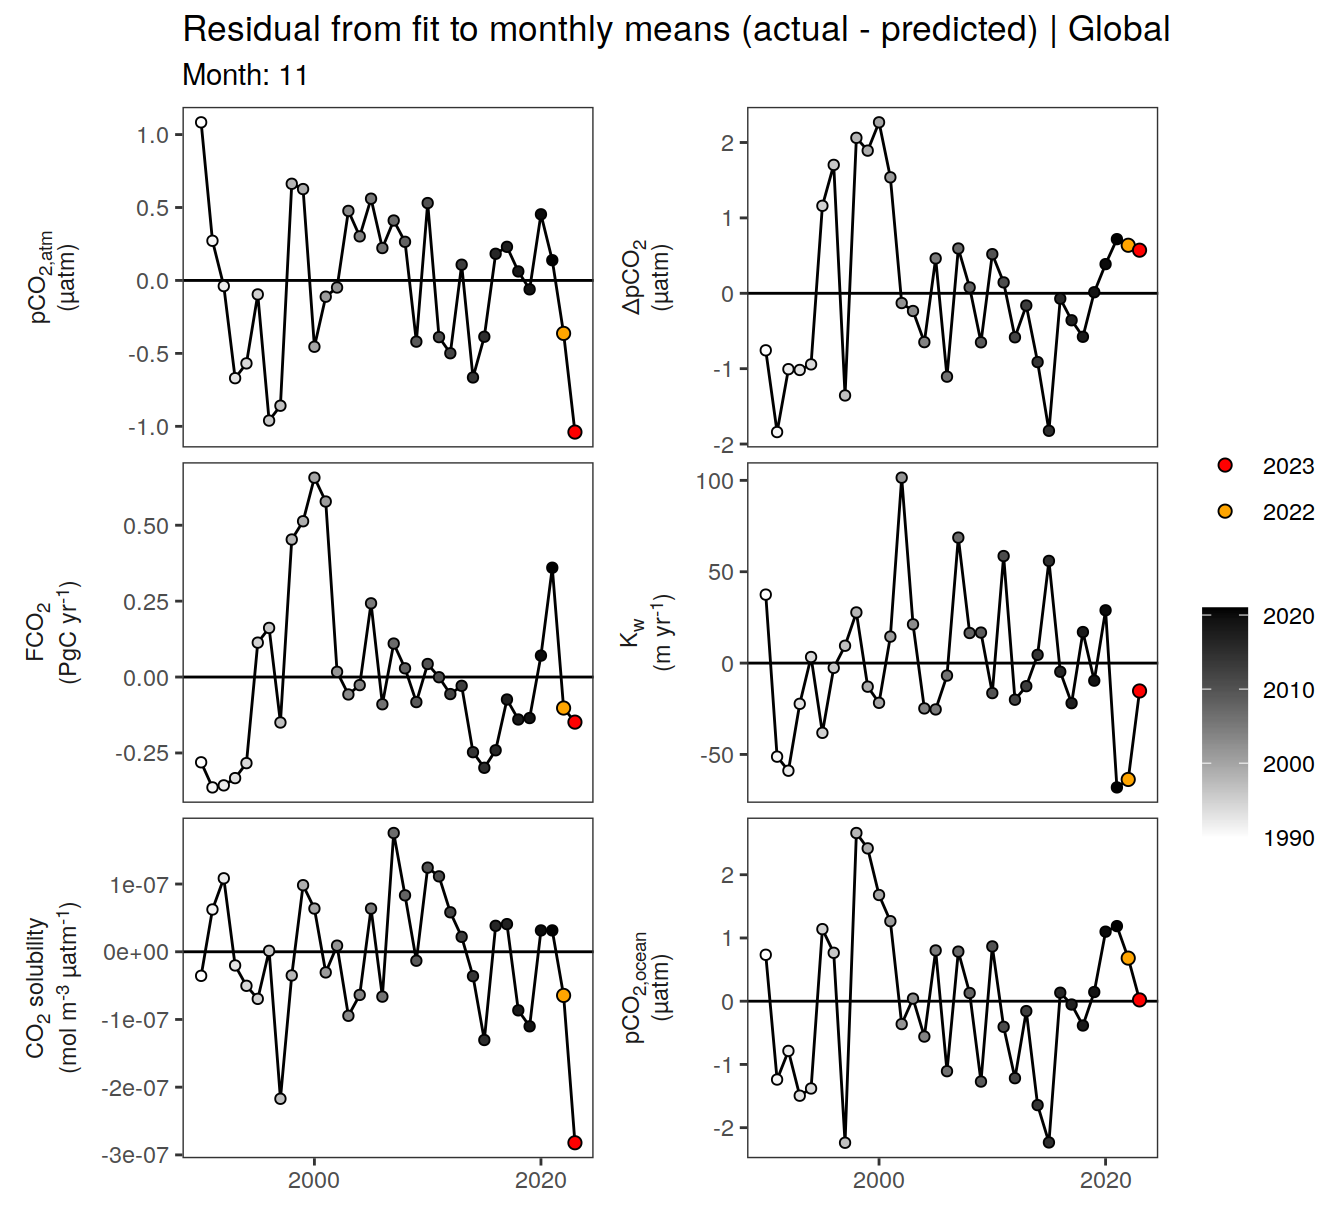 Residual from fit to monthly means (actual - predicted) | Global
Month: 11
pCO2,atm
(µatm)
1.0
0.5
0.0
-0.5
-1.0
ΔpCO2
(µatm)
2
1
0
-1
-2
FCO2
(PgC yr-1)
0.50
0.25
0.00
-0.25
Kw
(m yr-1)
100
50
0
-50
CO2 solubility
(mol m-3 µatm-1)
1e-07
0e+00
-1e-07
-2e-07
-3e-07
2000
2020
pCO2,ocean
(µatm)
2
1
0
-1
-2
2000
2020
2023
2022
2020
2010
2000
1990